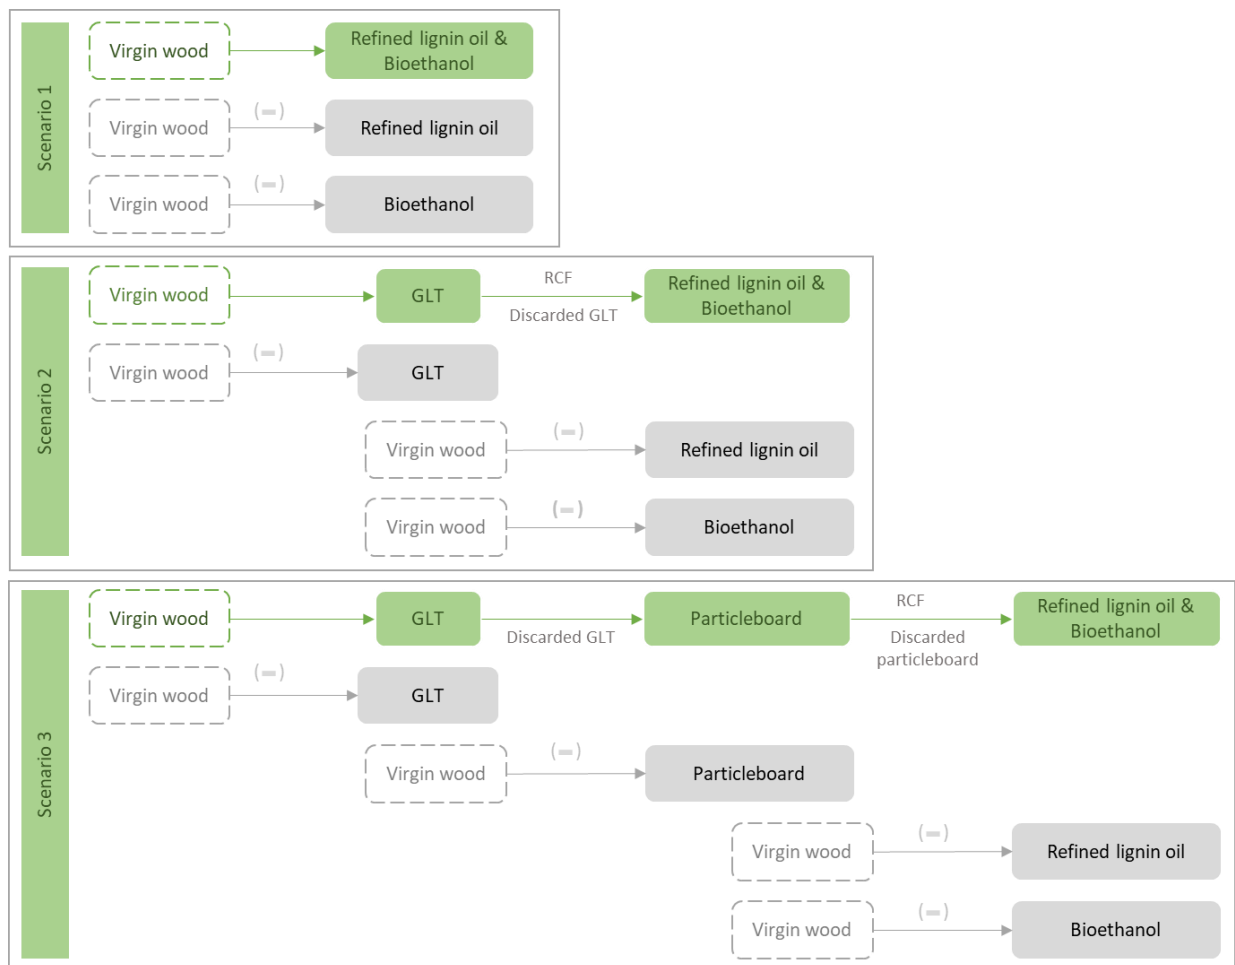 Scenario 1
Virgin wood
Refined lignin oil &
Bioethanol
Virgin wood
(=)
Refined lignin oil
Virgin wood
(=)
Bioethanol
Scenario 2
Virgin wood
GLT
RCF
Discarded GLT
Refined lignin oil &
Bioethanol
Virgin wood
(=)
GLT
Virgin wood
(=)
Refined lignin oil
Virgin wood
(=)
Bioethanol
Scenario 3
Virgin wood
GLT
Discarded GLT
Particleboard
RCF
Discarded
particleboard
Refined lignin oil &
Bioethanol
Virgin wood
(=)
GLT
Virgin wood
(=)
Particleboard
Virgin wood
(=)
Refined lignin oil
Virgin wood
(=)
Bioethanol